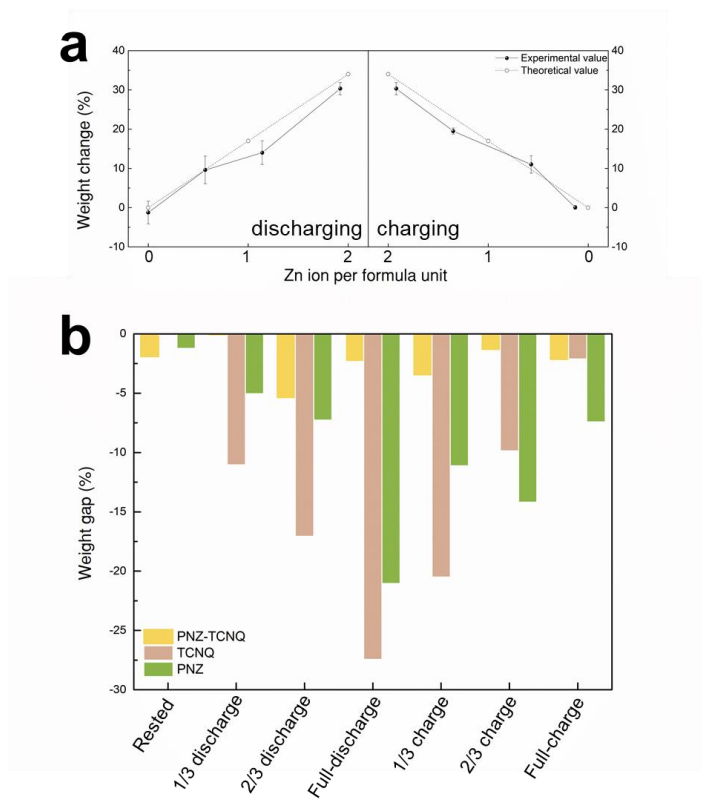 a
40
30
20
10
0
-10
Weight change (%)
discharging
charging
Experimental value
Theoretical value
40
30
20
10
0
-10
0
1
2
2
1
0
Zn ion per formula unit
b
0
-5
-10
-15
-20
-25
-30
Weight gap (%)
PNZ-TCNQ
TCNQ
PNZ
Rested
1/3 discharge
2/3 discharge
Full-discharge
1/3 charge
2/3 charge
Full-charge